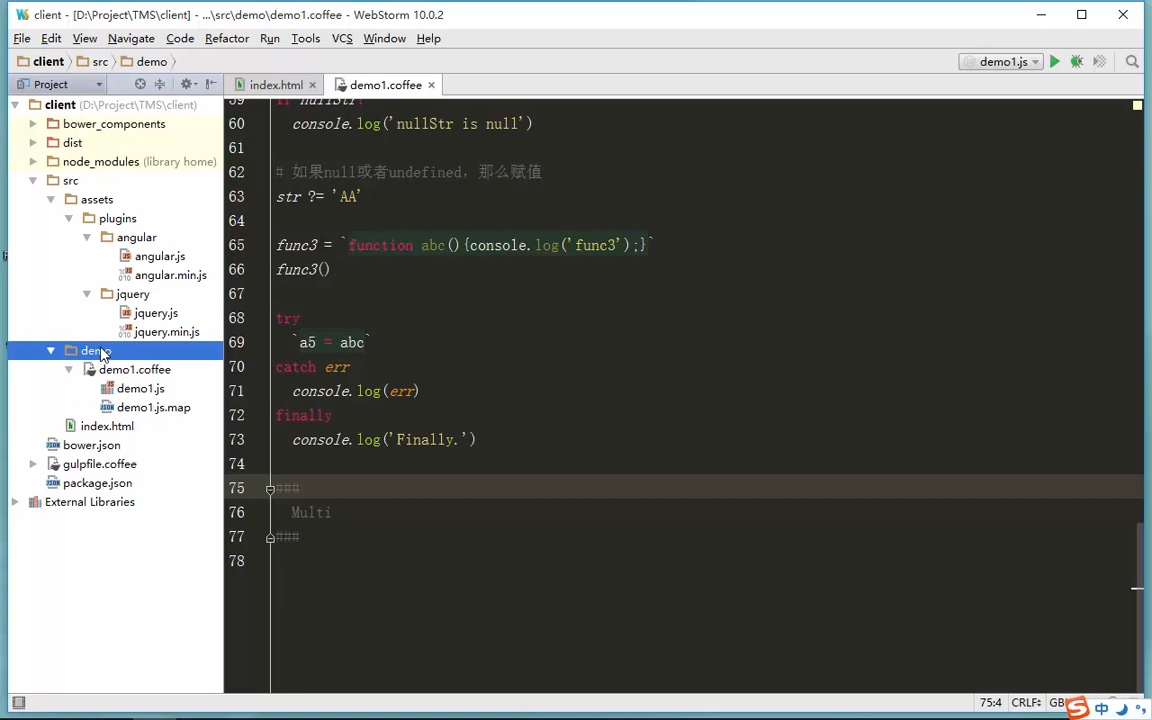 client - [D:\Project\TMS\client] - ...\src\demo\demo1.coffee - WebStorm 10.0.2
File Edit View Navigate Code Refactor Run Tools VCS Window Help
client src demo demo1.js
Project index.html demo1.coffee
client (D:\Project\TMS\client)
bower_components
dist
node_modules (library home)
src
assets
plugins
angular
angular.js
angular.min.js
jquery
jquery.js
jquery.min.js
demo
demo1.coffee
demo1.js
demo1.js.map
index.html
bower.json
gulpfile.coffee
package.json
External Libraries
59 if nullStr?
60 console.log('nullStr is null')
61
62 # 如果null或者undefined, 那么赋值
63 str ?= 'AA'
64
65 func3 = `function abc(){console.log('func3');}`
66 func3()
67
68 try
69 `a5 = abc`
70 catch err
71 console.log(err)
72 finally
73 console.log('Finally.')
74
75 ###
76 Multi
77 ###
78
75:4 CRLF GB
中